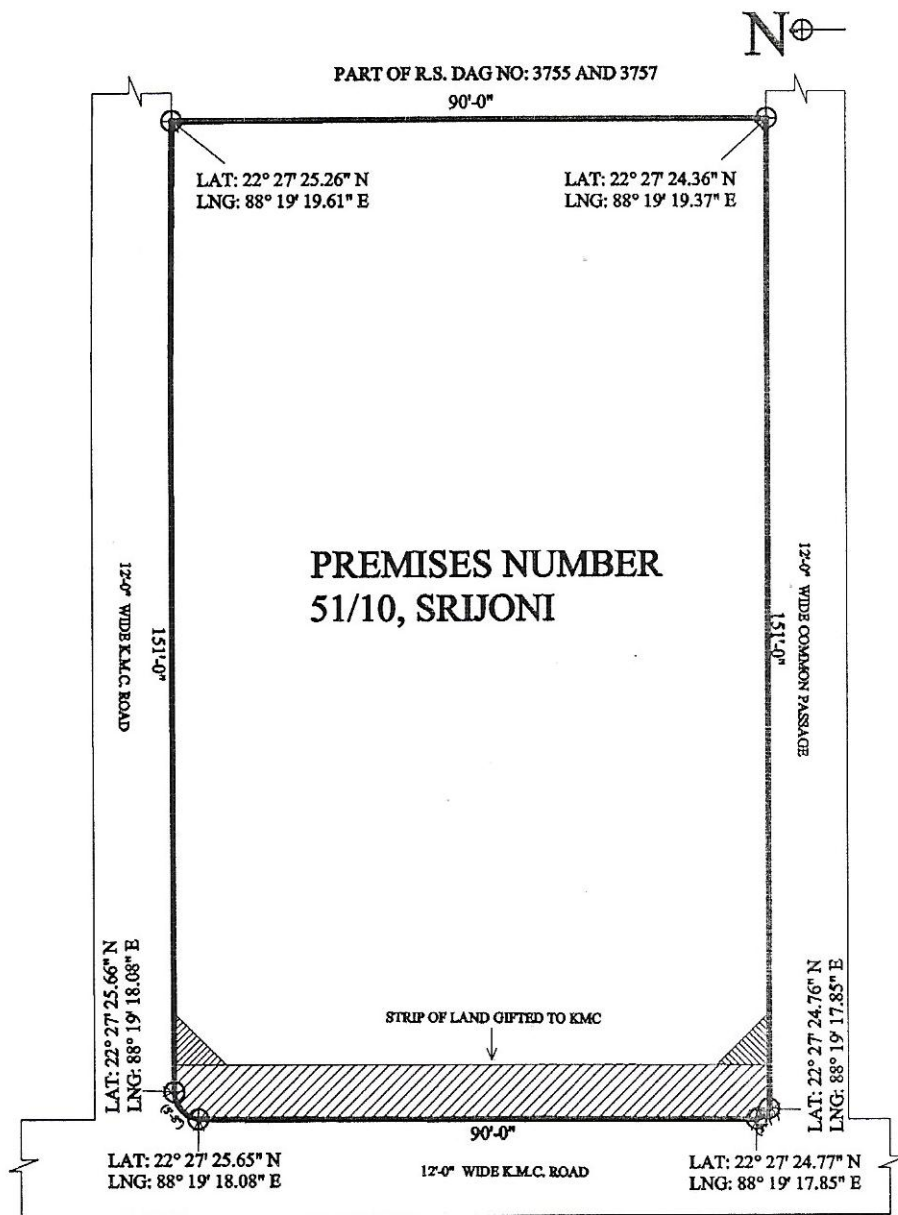 N
PART OF R.S. DAG NO: 3755 AND 3757
90'-0"
LAT: 22° 27' 25.26" N
LNG: 88° 19' 19.61" E
LAT: 22° 27' 24.36" N
LNG: 88° 19' 19.37" E
12'-0" WIDE K.M.C. ROAD
151'-0"
PREMISES NUMBER
51/10, SRIJONI
151'-0"
12'-0" WIDE COMMON PASSAGE
LAT: 22° 27' 25.66" N
LNG: 88° 19' 18.08" E
STRIP OF LAND GIFTED TO KMC
LAT: 22° 27' 24.76" N
LNG: 88° 19' 17.85" E
90'-0"
LAT: 22° 27' 25.65" N
LNG: 88° 19' 18.08" E
12'-0" WIDE K.M.C. ROAD
LAT: 22° 27' 24.77" N
LNG: 88° 19' 17.85" E